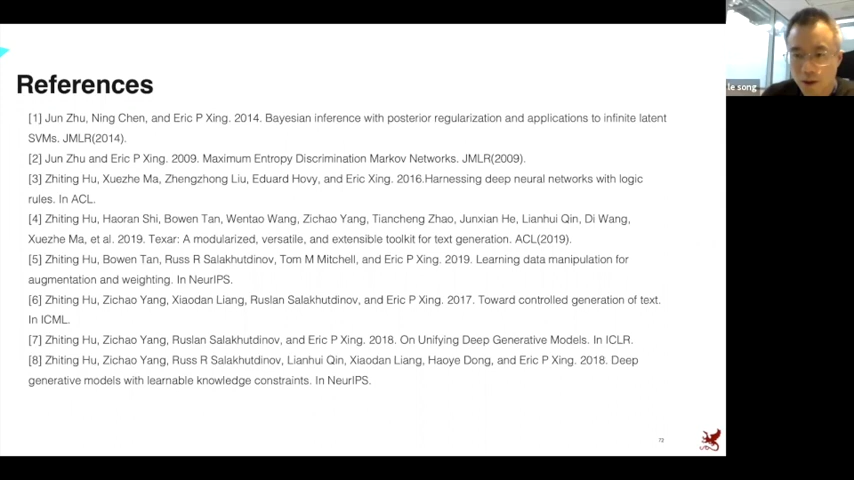 le song
References
[1] Jun Zhu, Ning Chen, and Eric P Xing. 2014. Bayesian inference with posterior regularization and applications to infinite latent
SVMs. JMLR(2014).
[2] Jun Zhu and Eric P Xing. 2009. Maximum Entropy Discrimination Markov Networks. JMLR(2009).
[3] Zhiting Hu, Xuezhe Ma, Zhengzhong Liu, Eduard Hovy, and Eric Xing. 2016.Harnessing deep neural networks with logic
rules. In ACL.
[4] Zhiting Hu, Haoran Shi, Bowen Tan, Wentao Wang, Zichao Yang, Tiancheng Zhao, Junxian He, Lianhui Qin, Di Wang,
Xuezhe Ma, et al. 2019. Texar: A modularized, versatile, and extensible toolkit for text generation. ACL(2019).
[5] Zhiting Hu, Bowen Tan, Russ R Salakhutdinov, Tom M Mitchell, and Eric P Xing. 2019. Learning data manipulation for
augmentation and weighting. In NeurIPS.
[6] Zhiting Hu, Zichao Yang, Xiaodan Liang, Ruslan Salakhutdinov, and Eric P Xing. 2017. Toward controlled generation of text.
In ICML.
[7] Zhiting Hu, Zichao Yang, Ruslan Salakhutdinov, and Eric P Xing. 2018. On Unifying Deep Generative Models. In ICLR.
[8] Zhiting Hu, Zichao Yang, Russ R Salakhutdinov, Lianhui Qin, Xiaodan Liang, Haoye Dong, and Eric P Xing. 2018. Deep
generative models with learnable knowledge constraints. In NeurIPS.
72